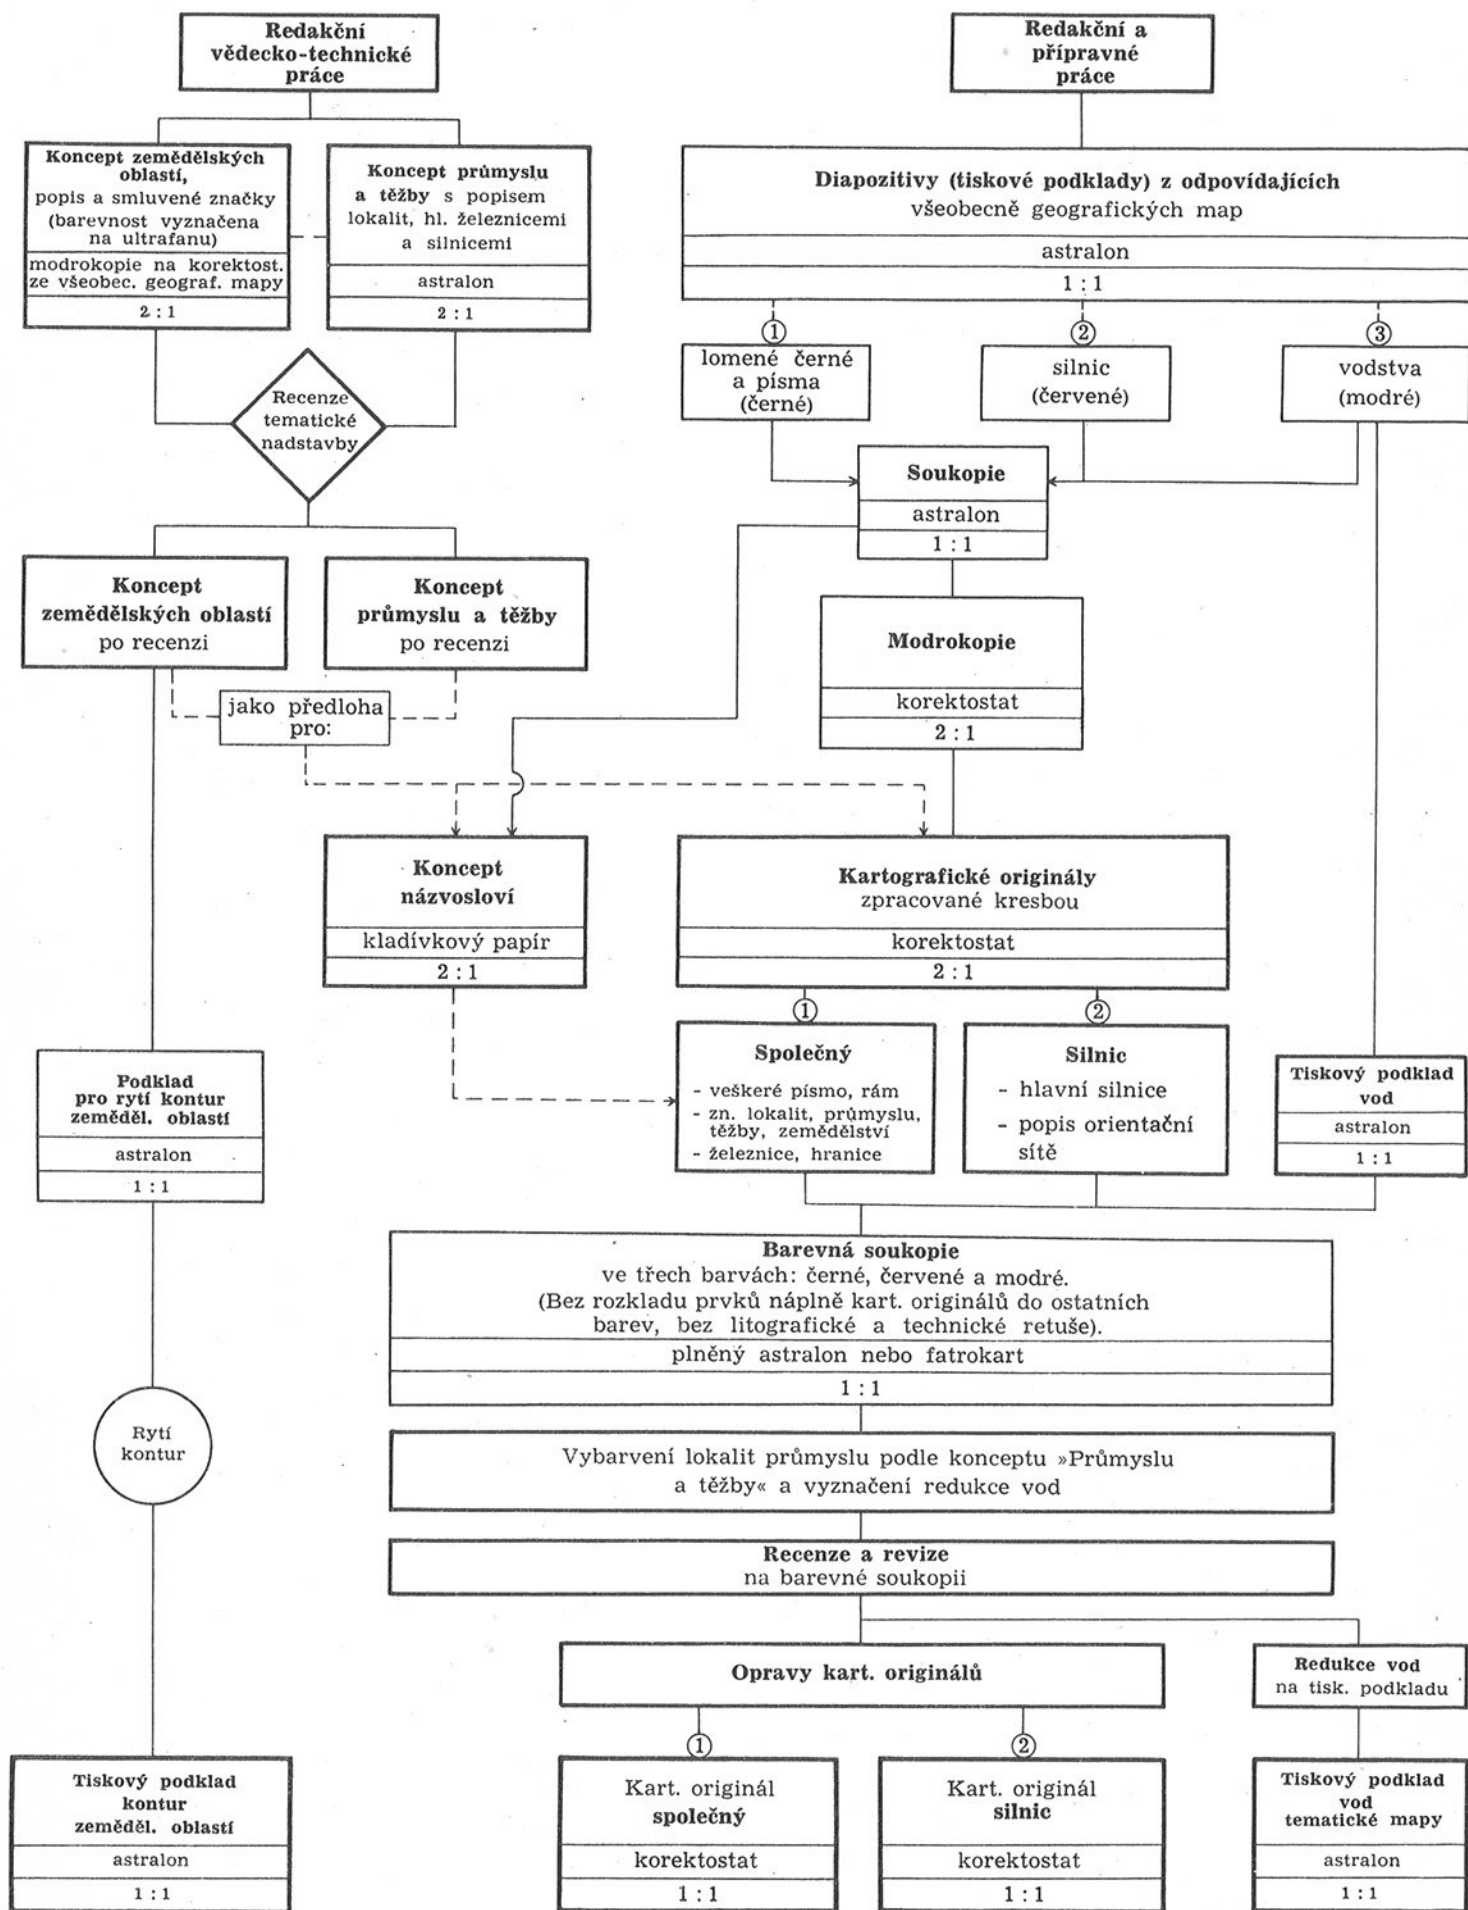 Redakční
vědecko-technické
práce
Redakční a
přípravné
práce
Koncept zemědělských
oblastí,
popis a smluvené značky
(barevnost vyznačena
na ultrafanu)
modrokopie na korektost.
ze všeobec. geograf. mapy
2 : 1
Koncept průmyslu
a těžby s popisem
lokalit, hl. železnicemi
a silnicemi
astralon
2 : 1
Diapozitivy (tiskové podklady) z odpovídajících
všeobecně geografických map
astralon
1 : 1
1
2
3
lomené černé
a písma
(černé)
silnic
(červené)
vodstva
(modré)
Recenze
tematické
nadstavby
Soukopie
astralon
1 : 1
Koncept
zemědělských oblastí
po recenzi
Koncept
průmyslu a těžby
po recenzi
Modrokopie
korektostat
2 : 1
jako předloha
pro:
Koncept
názvosloví
kladívkový papír
2 : 1
Kartografické originály
zpracované kresbou
korektostat
2 : 1
1
2
Společný
- veškeré písmo, rám
- zn. lokalit, průmyslu,
těžby, zemědělství
- železnice, hranice
Silnic
- hlavní silnice
- popis orientační
sítě
Tiskový podklad
vod
astralon
1 : 1
Podklad
pro rytí kontur
zeměděl. oblastí
astralon
1 : 1
Barevná soukopie
ve třech barvách: černé, červené a modré.
(Bez rozkladu prvků náplně kart. originálů do ostatních
barev, bez litografické a technické retuše).
plněný astralon nebo fatrokart
1 : 1
Rytí
kontur
Vybarvení lokalit průmyslu podle konceptu »Průmyslu
a těžby« a vyznačení redukce vod
Recenze a revize
na barevné soukopii
Opravy kart. originálů
Redukce vod
na tisk. podkladu
1
2
Tiskový podklad
kontur
zeměděl. oblastí
astralon
1 : 1
Kart. originál
společný
korektostat
1 : 1
Kart. originál
silnic
korektostat
1 : 1
Tiskový podklad
vod
tematické mapy
astralon
1 : 1